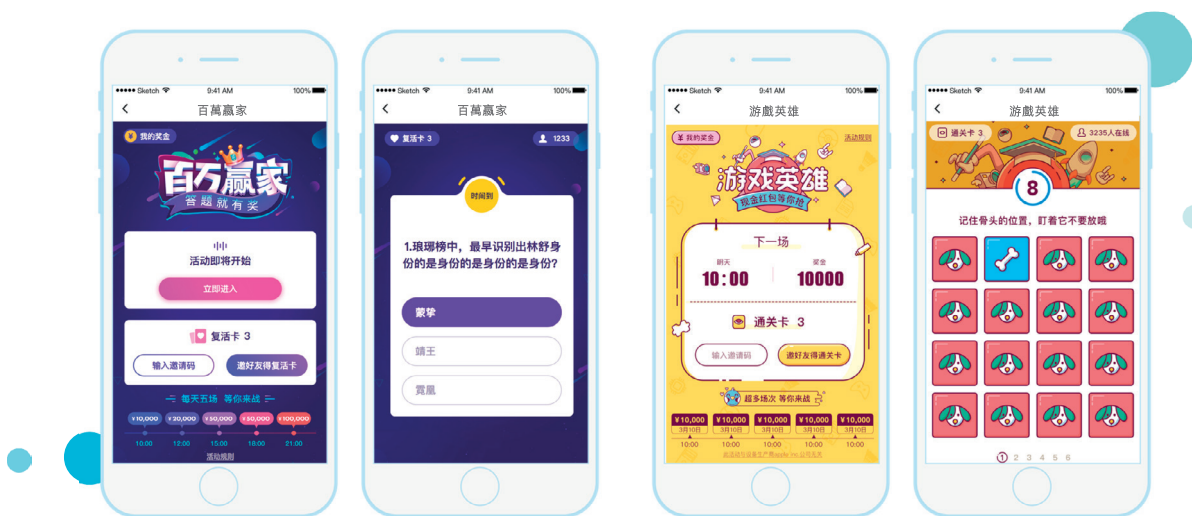 Sketch 9:41 AM 100%
百萬赢家
我的奖金
百万赢家
答题就有奖
活动即将开始
立即进入
复活卡 3
输入邀请码
邀好友得复活卡
每天五场 等你来战
¥10,000 ¥20,000 ¥50,000 ¥50,000 ¥100,000
10:00 12:00 15:00 18:00 21:00
活动规则
Sketch 9:41 AM 100%
百萬赢家
复活卡 3
1233
时间到
1.琅琊榜中，最早识别出林舒身
份的是身份的是身份的是身份?
蒙挚
靖王
霓凰
Sketch 9:41 AM 100%
游戲英雄
¥ 我的奖金
活动规则
游戏英雄
现金红包等你抢
下一场
明天 奖金
10:00 10000
通关卡 3
输入邀请码
邀好友得通关卡
超多场次 等你来战
¥10,000 ¥10,000 ¥10,000 ¥10,000 ¥10,000
3月10日 3月10日 3月10日 3月10日 3月10日
10:00 10:00 10:00 10:00 10:00
Sketch 9:41 AM 100%
游戲英雄
通关卡 3
3235人在线
8
记住骨头的位置，盯着它不要放哦
1 2 3 4 5 6